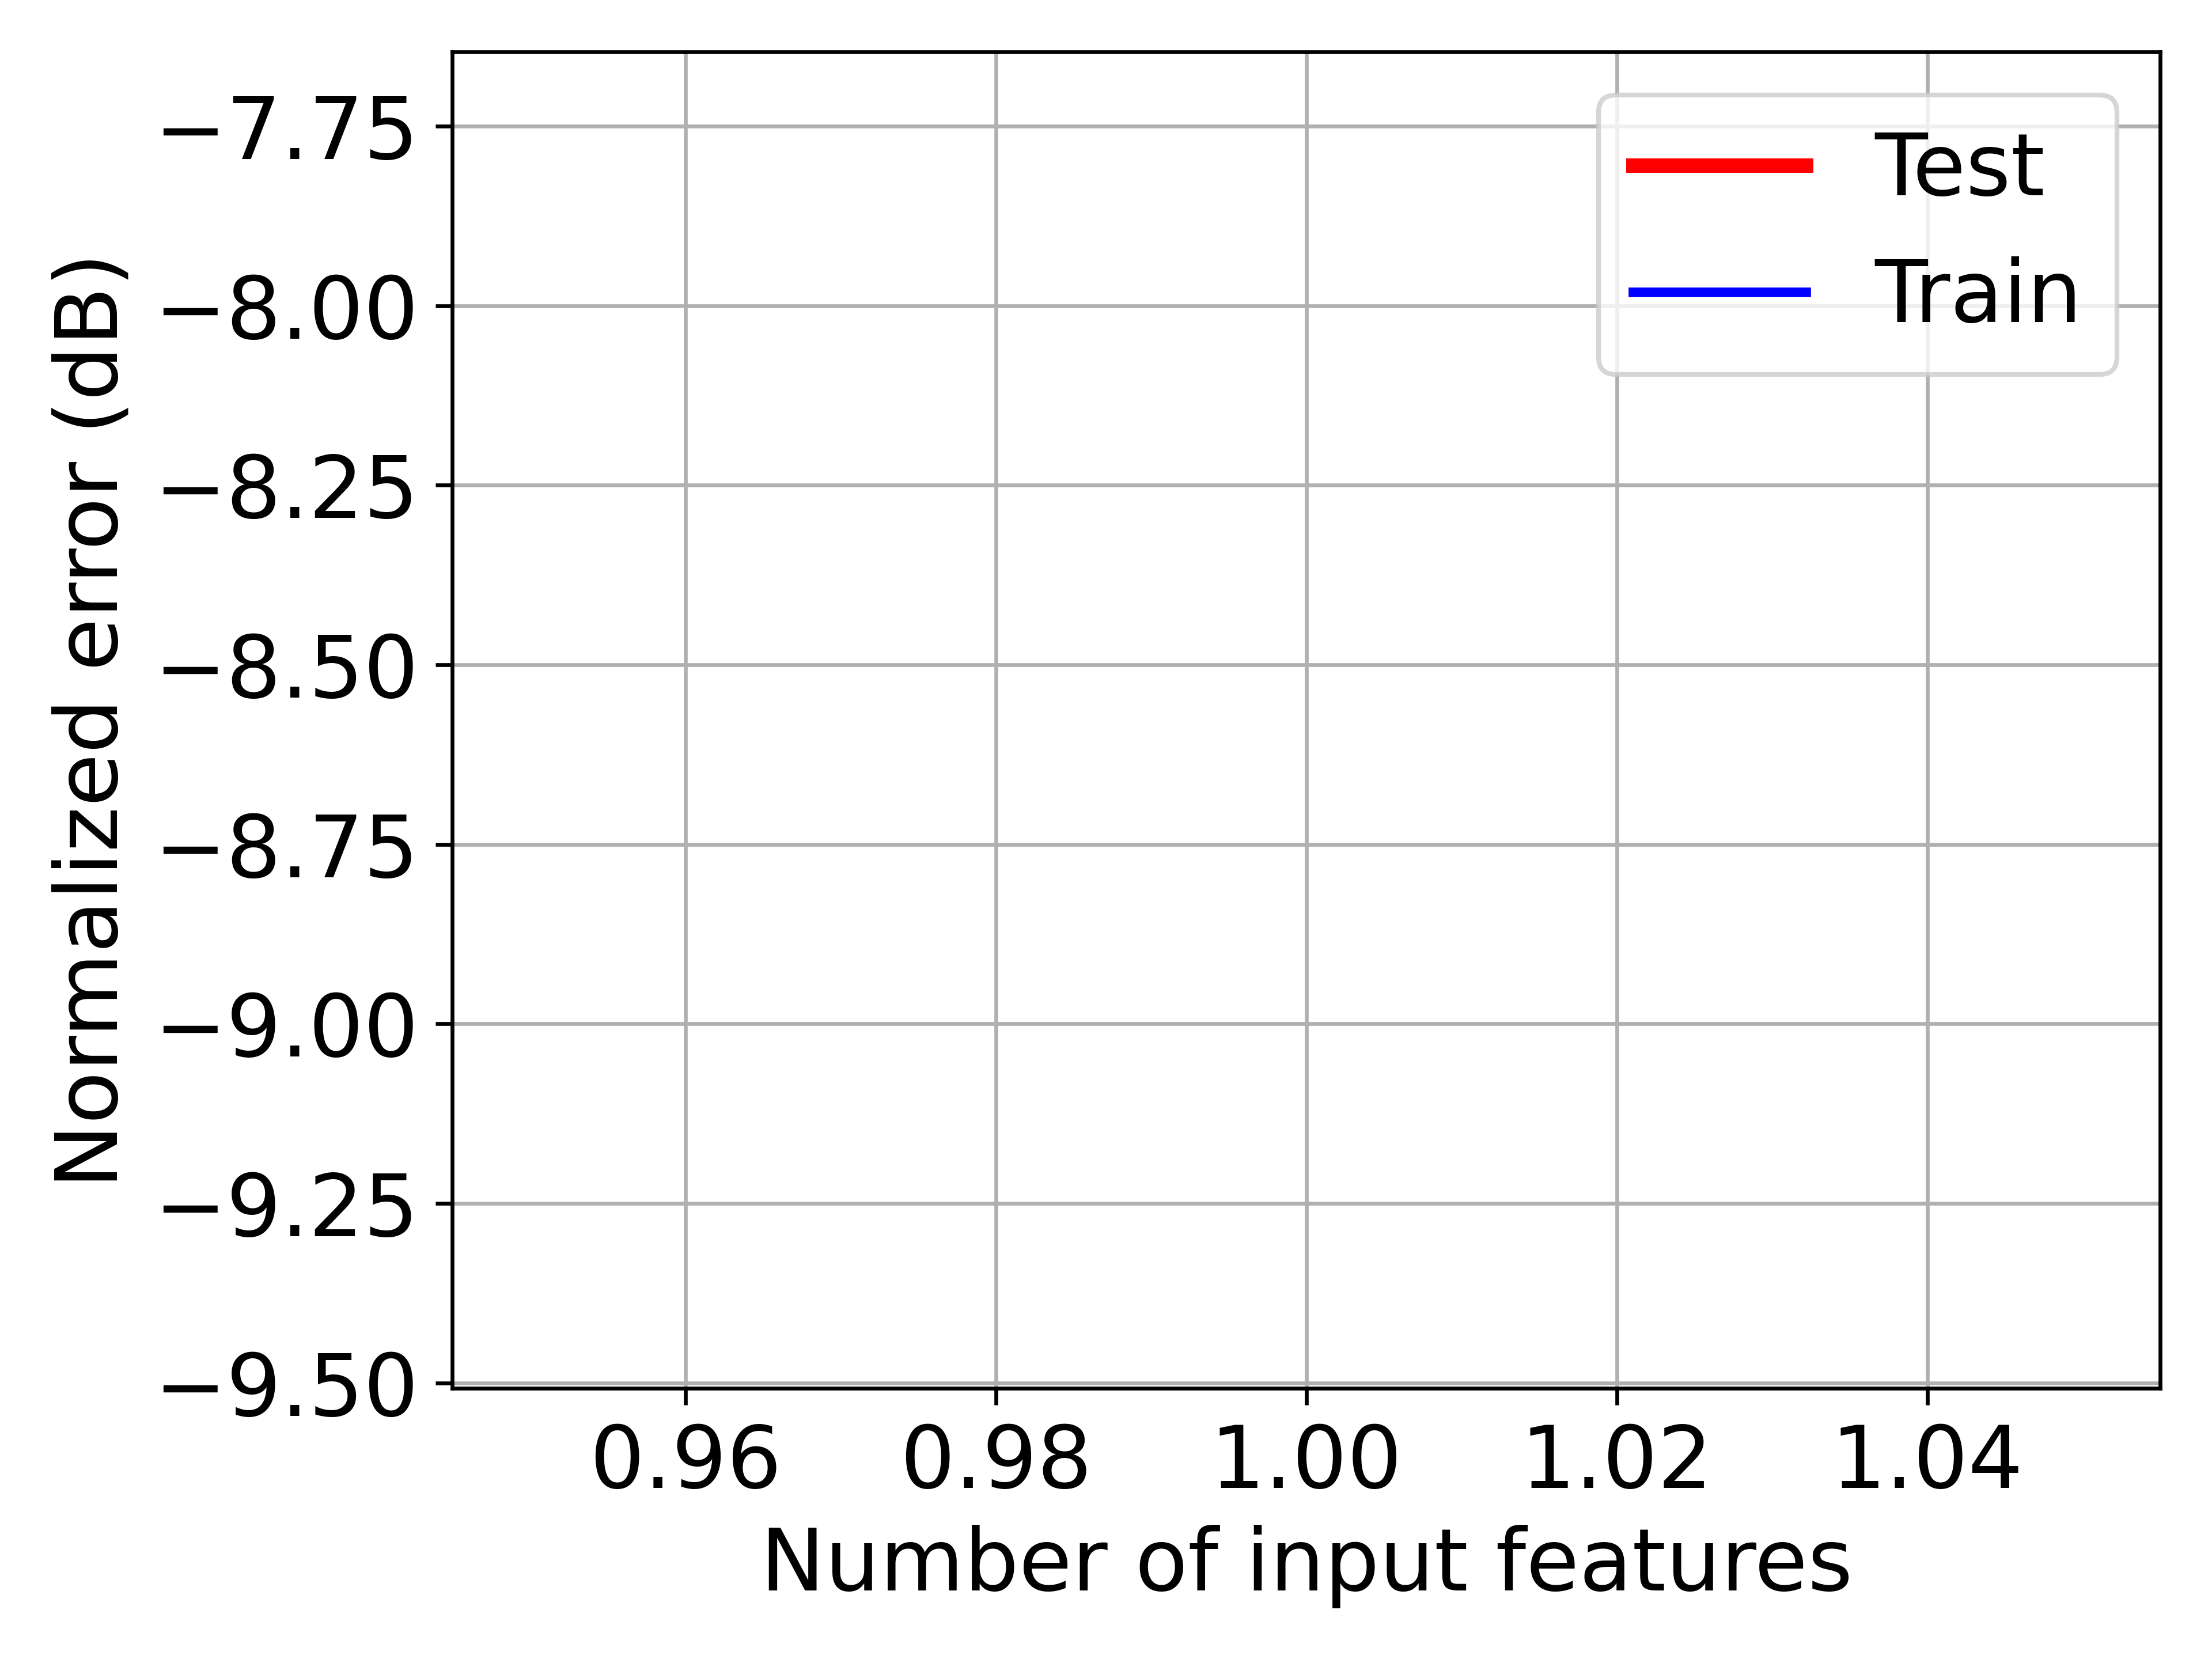 Normalized error (dB)
−7.75
−8.00
−8.25
−8.50
−8.75
−9.00
−9.25
−9.50
Test
Train
0.96 0.98 1.00 1.02 1.04
Number of input features